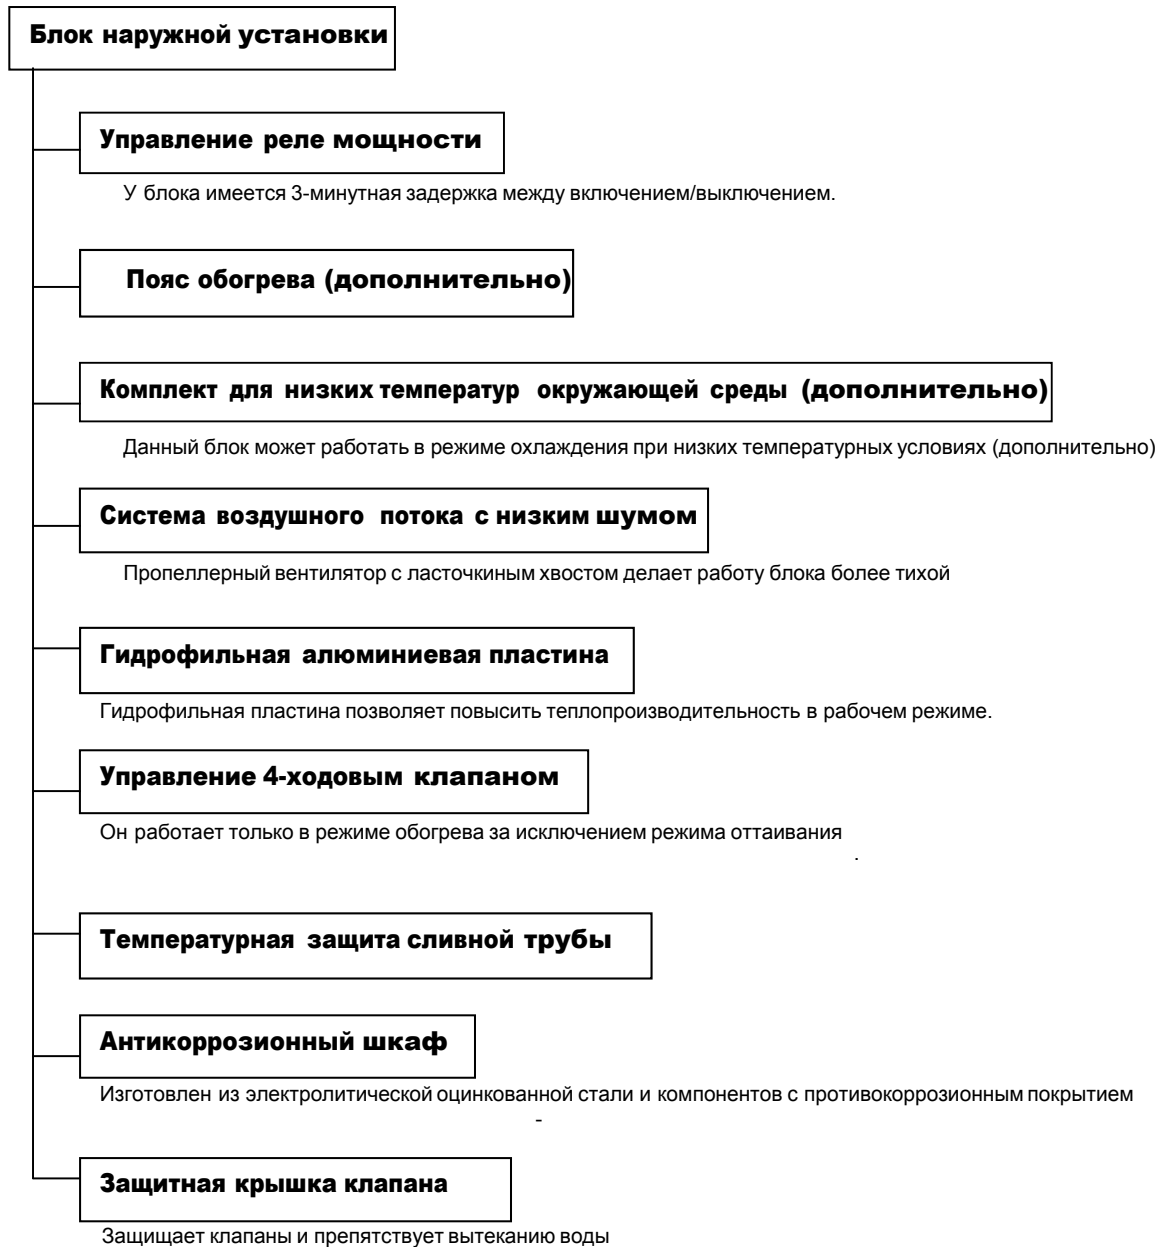 Блок наружной установки
Управление реле мощности
У блока имеется 3-минутная задержка между включением/выключением.
Пояс обогрева (дополнительно)
Комплект для низких температур окружающей среды (дополнительно)
Данный блок может работать в режиме охлаждения при низких температурных условиях (дополнительно)
Система воздушного потока с низким шумом
Пропеллерный вентилятор с ласточкиным хвостом делает работу блока более тихой
Гидрофильная алюминиевая пластина
Гидрофильная пластина позволяет повысить теплопроизводительность в рабочем режиме.
Управление 4-ходовым клапаном
Он работает только в режиме обогрева за исключением режима оттаивания
.
Температурная защита сливной трубы
Антикоррозионный шкаф
Изготовлен из электролитической оцинкованной стали и компонентов с противокоррозионным покрытием
-
Защитная крышка клапана
Защищает клапаны и препятствует вытеканию воды